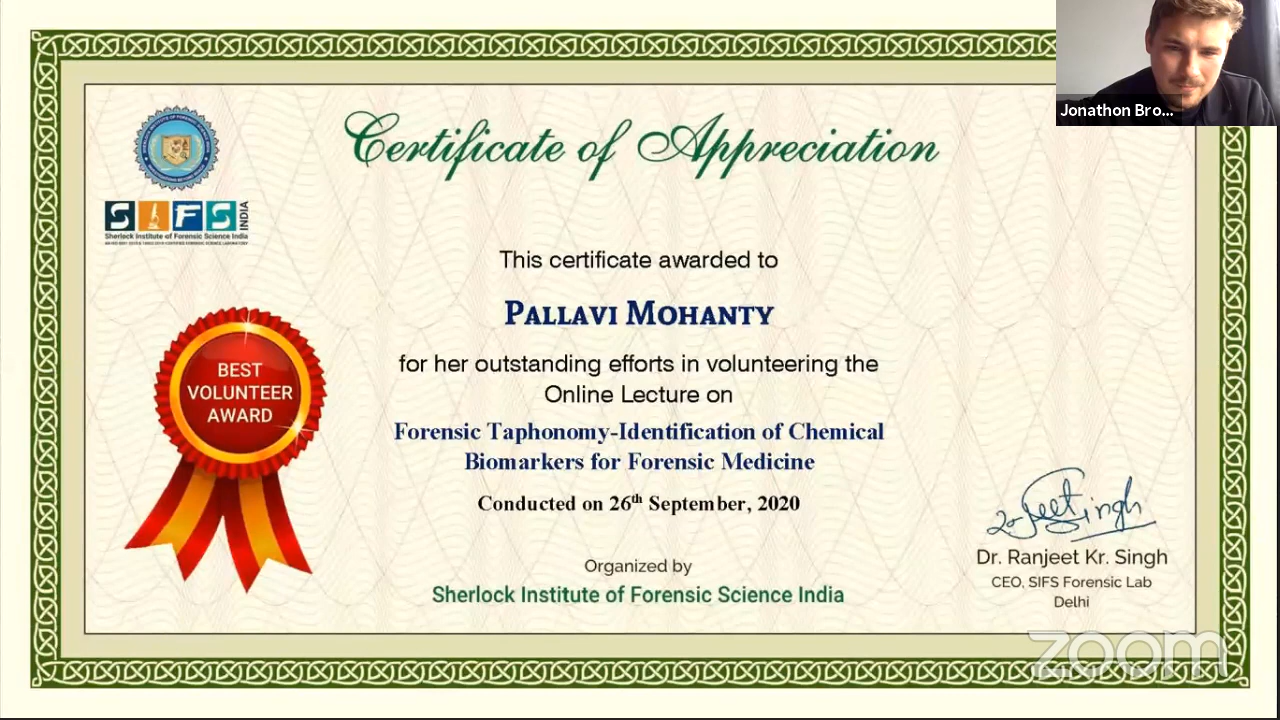 Jonathon Bro...
Certificate of Appreciation
SIFS
INDIA
Sherlock Institute of Forensic Science India
This certificate awarded to
PALLAVI MOHANTY
for her outstanding efforts in volunteering the
Online Lecture on
Forensic Taphonomy-Identification of Chemical
Biomarkers for Forensic Medicine
Conducted on 26th September, 2020
BEST
VOLUNTEER
AWARD
Organized by
Sherlock Institute of Forensic Science India
Dr. Ranjeet Kr. Singh
CEO, SIFS Forensic Lab
Delhi
zoom